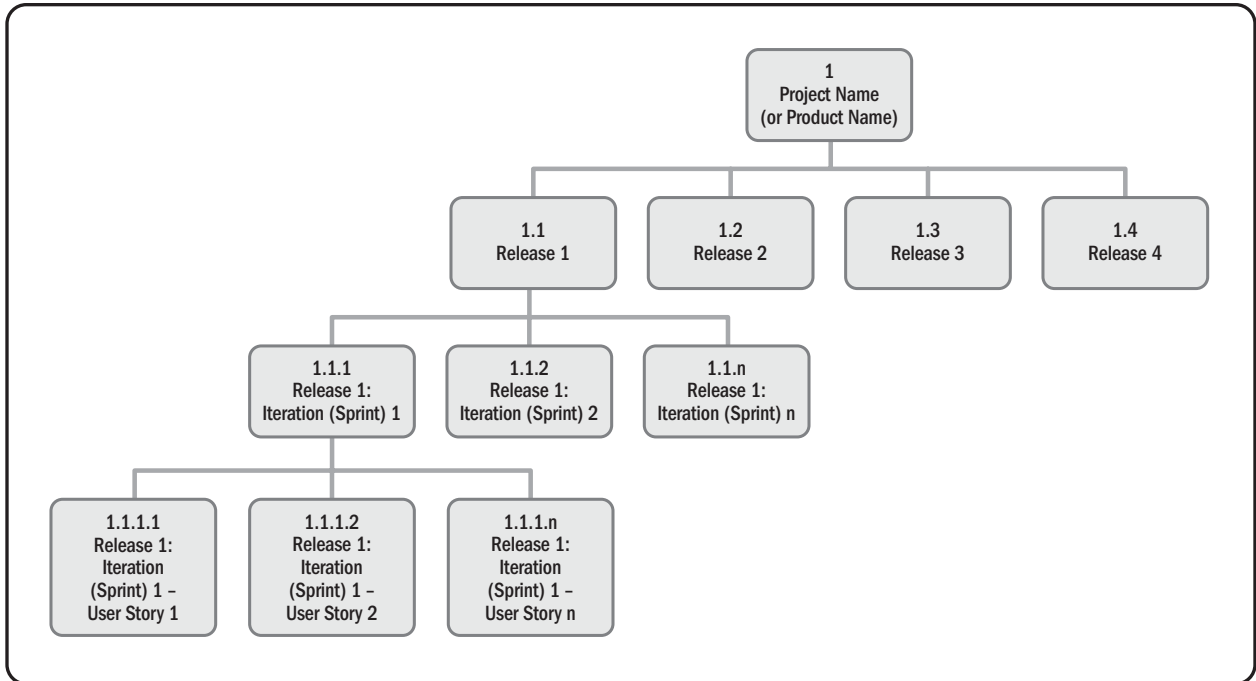 1
Project Name
(or Product Name)
1.1
Release 1
1.2
Release 2
1.3
Release 3
1.4
Release 4
1.1.1
Release 1:
Iteration (Sprint) 1
1.1.2
Release 1:
Iteration (Sprint) 2
1.1.n
Release 1:
Iteration (Sprint) n
1.1.1.1
Release 1:
Iteration
(Sprint) 1 –
User Story 1
1.1.1.2
Release 1:
Iteration
(Sprint) 1 –
User Story 2
1.1.1.n
Release 1:
Iteration
(Sprint) 1 –
User Story n